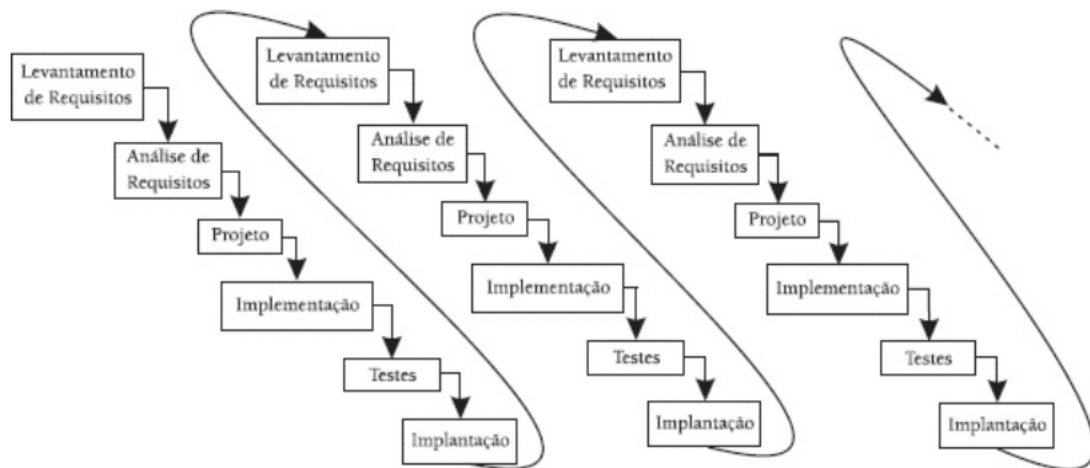 Levantamento
de Requisitos
Análise de
Requisitos
Projeto
Implementação
Testes
Implantação
Levantamento
de Requisitos
Análise de
Requisitos
Projeto
Implementação
Testes
Implantação
Levantamento
de Requisitos
Análise de
Requisitos
Projeto
Implementação
Testes
Implantação